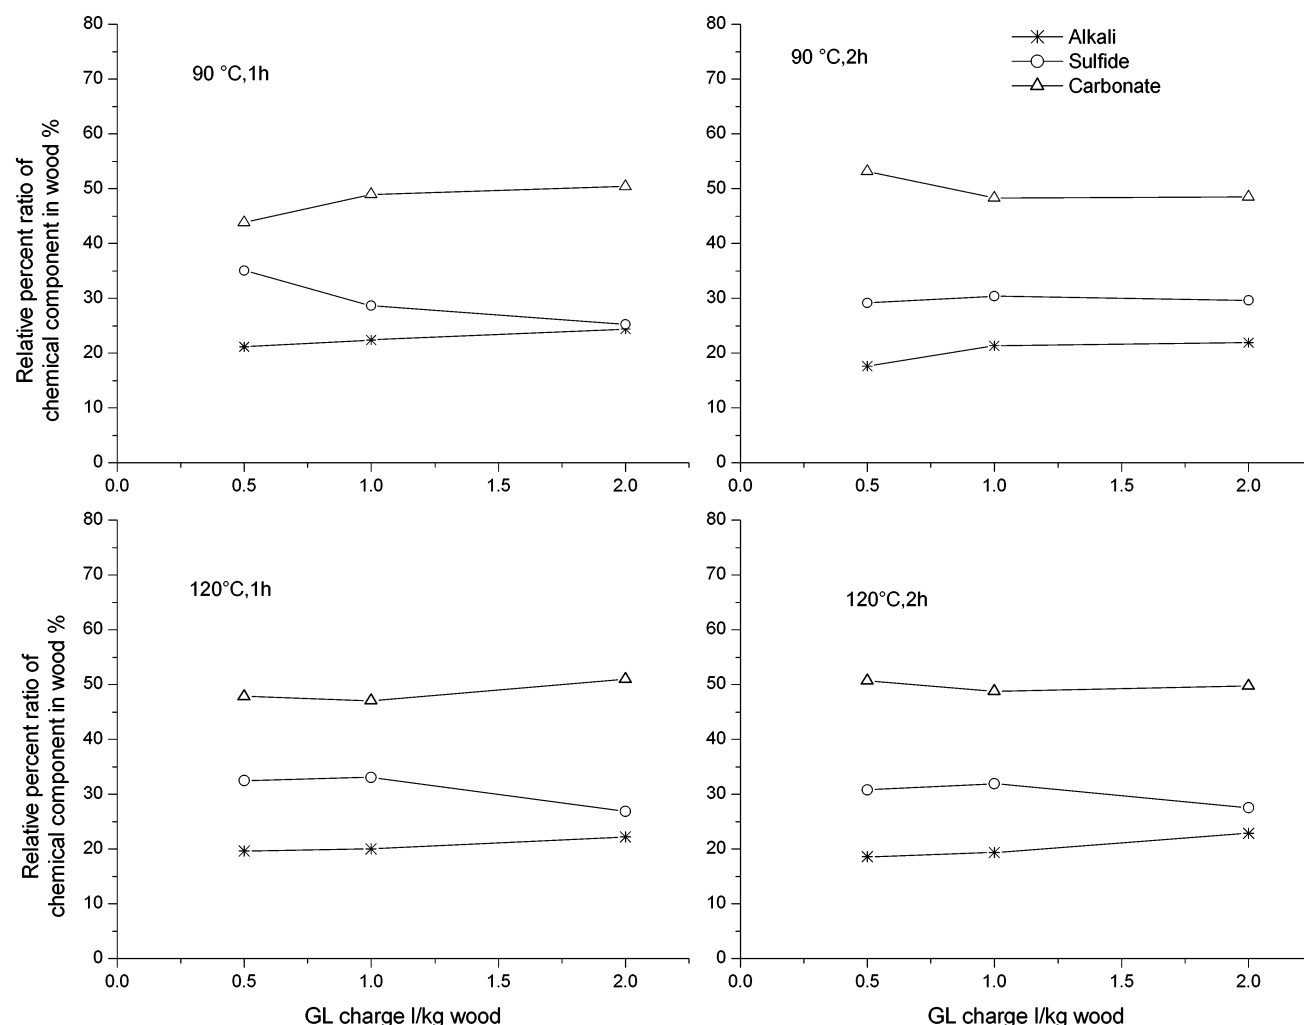 80
70
60
50
40
30
20
10
0
0.0 0.5 1.0 1.5 2.0
90 °C,1h
Relative percent ratio of
chemical component in wood %
80
70
60
50
40
30
20
10
0
0.0 0.5 1.0 1.5 2.0
90 °C,2h
Alkali
Sulfide
Carbonate
80
70
60
50
40
30
20
10
0
0.0 0.5 1.0 1.5 2.0
120°C,1h
Relative percent ratio of
chemical component in wood %
GL charge l/kg wood
80
70
60
50
40
30
20
10
0
0.0 0.5 1.0 1.5 2.0
120°C,2h
GL charge l/kg wood